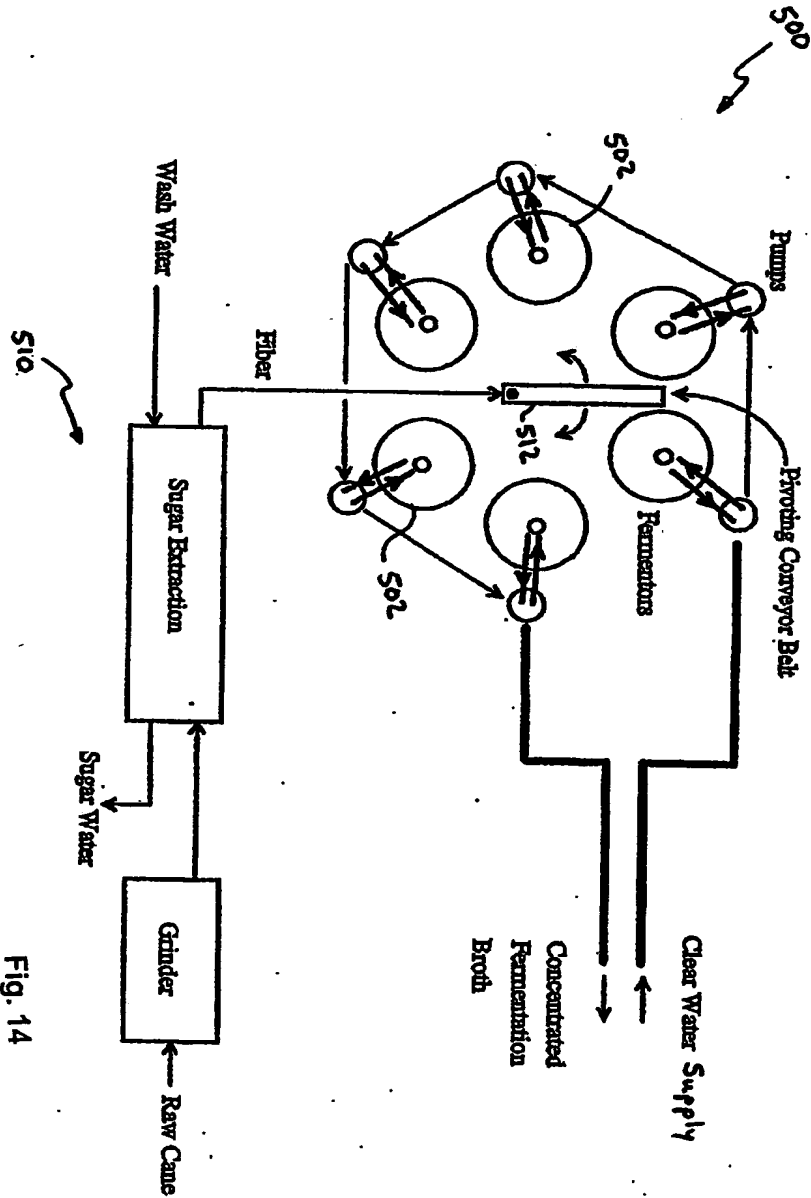 500
Pumps
Pivoting Conveyor Belt
502
Fermentors
Clear Water Supply
512
Concentrated
Fermentation
Broth
502
Fiber
Wash Water
510
Sugar Extraction
Sugar Water
Grinder
Raw Cane
Fig. 14